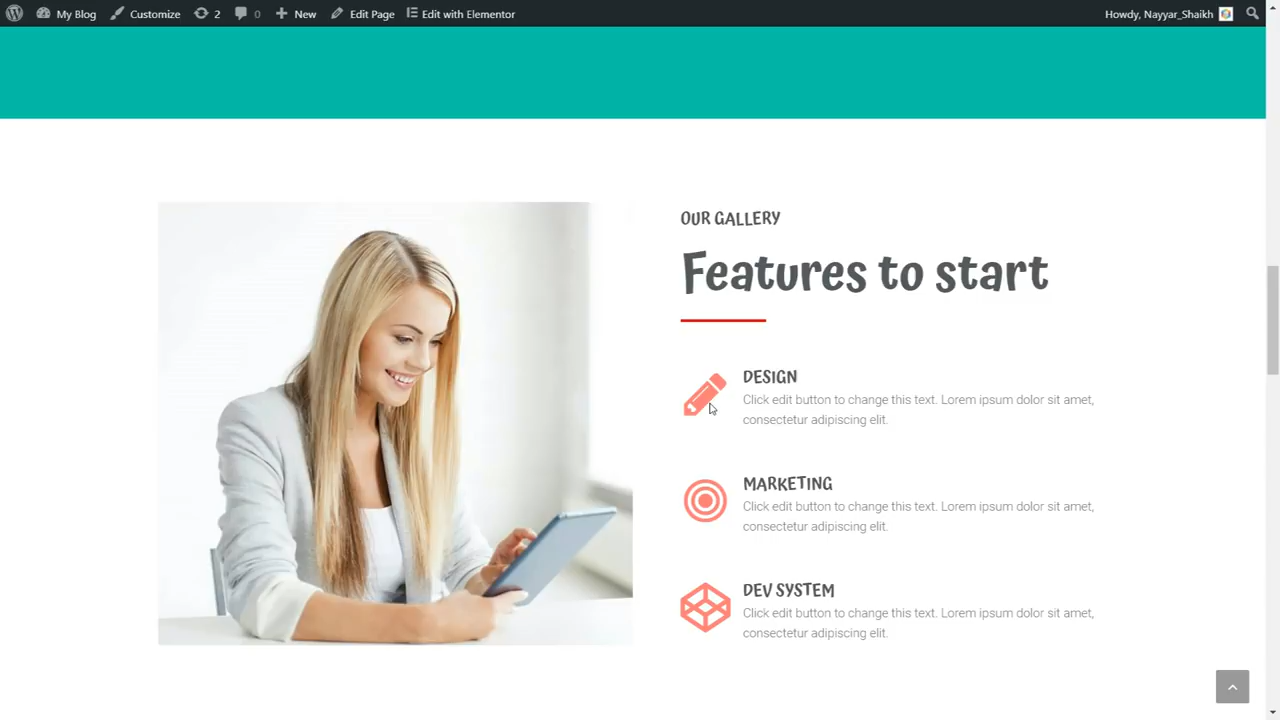 My Blog Customize 2 0 New Edit Page Edit with Elementor Howdy, Nayyar_Shaikh
OUR GALLERY
Features to start
DESIGN
Click edit button to change this text. Lorem ipsum dolor sit amet,
consectetur adipiscing elit.
MARKETING
Click edit button to change this text. Lorem ipsum dolor sit amet,
consectetur adipiscing elit.
DEV SYSTEM
Click edit button to change this text. Lorem ipsum dolor sit amet,
consectetur adipiscing elit.